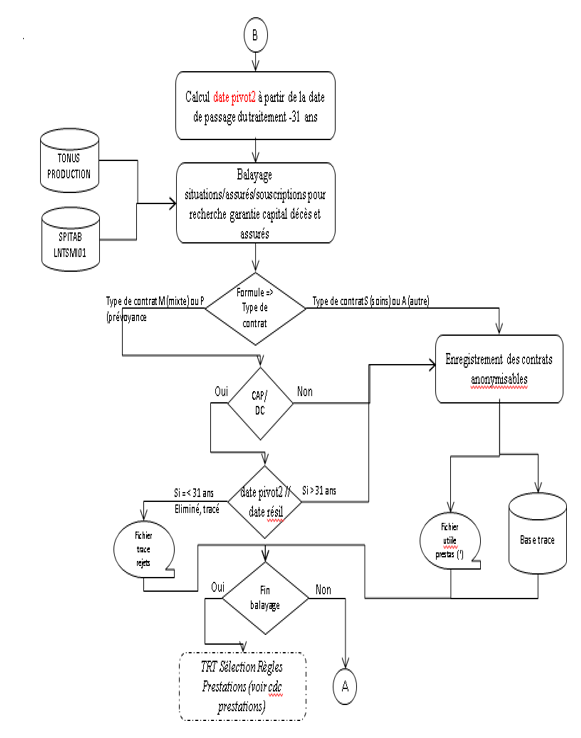 B
Calcul date pivot2 à partir de la date
de passage du traitement -31 ans
TONUS
PRODUCTION
SPITAB
LNTSMI01
Balayage
situations/assurés/souscriptions pour
recherche garantie capital décès et
assurés
Formule =>
Type de
contrat
Type de contrat M (mixte) ou P
(prévoyance
Type de contrat S (soins) ou A (autre)
Enregistrement des contrats
anonymisables
CAP/
DC
Oui
Non
date pivot2 //
date résil
Si =< 31 ans
Eliminé, tracé
Si > 31 ans
Fichier
trace
rejets
Fichier
utile
prestas (*)
Base trace
Fin
balayage
Oui
Non
TRT Sélection Règles
Prestations (voir cdc
prestations)
A